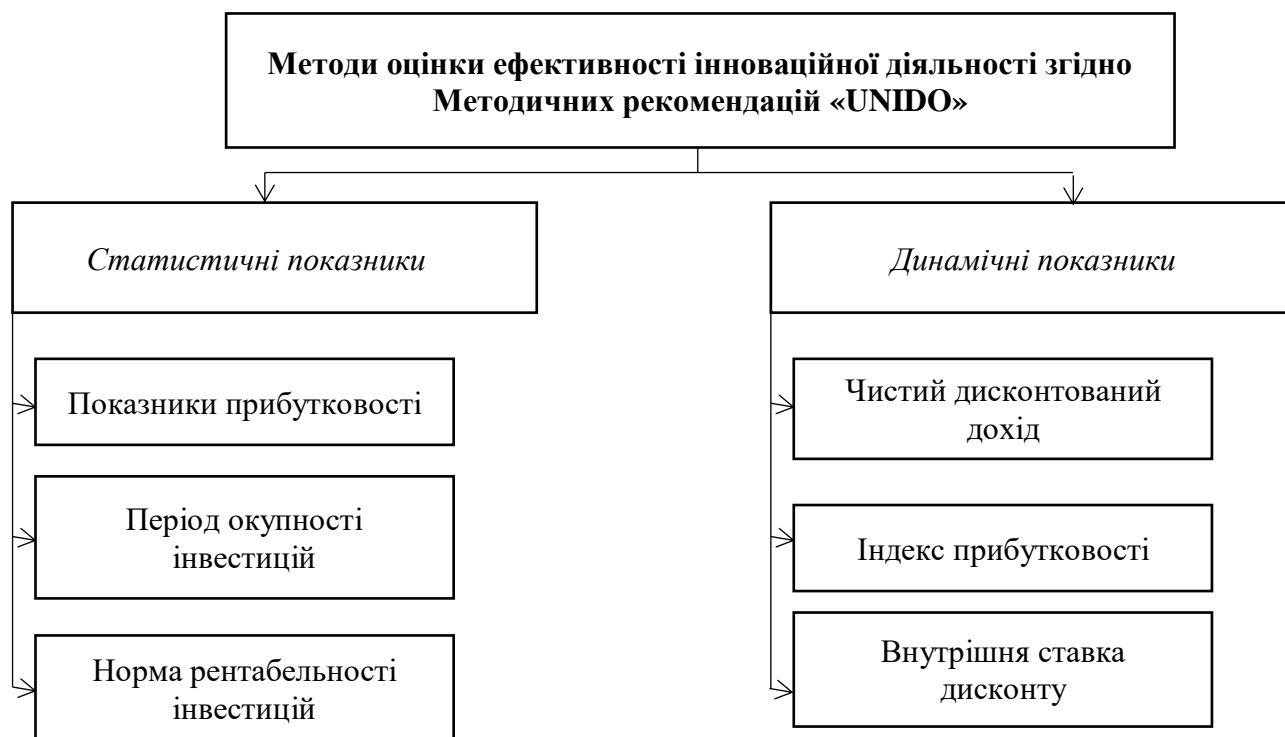 Методи оцінки ефективності інноваційної діяльності згідно
Методичних рекомендацій «UNIDO»
Статистичні показники
Динамічні показники
Показники прибутковості
Чистий дисконтований
дохід
Період окупності
інвестицій
Індекс прибутковості
Норма рентабельності
інвестицій
Внутрішня ставка
дисконту